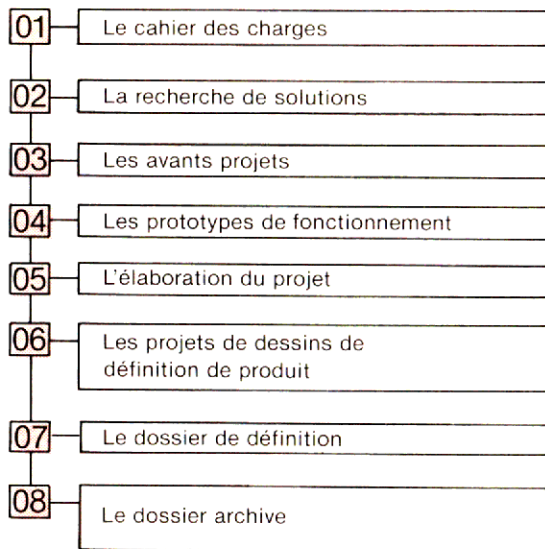 01 Le cahier des charges
02 La recherche de solutions
03 Les avants projets
04 Les prototypes de fonctionnement
05 L'élaboration du projet
06 Les projets de dessins de
définition de produit
07 Le dossier de définition
08 Le dossier archive